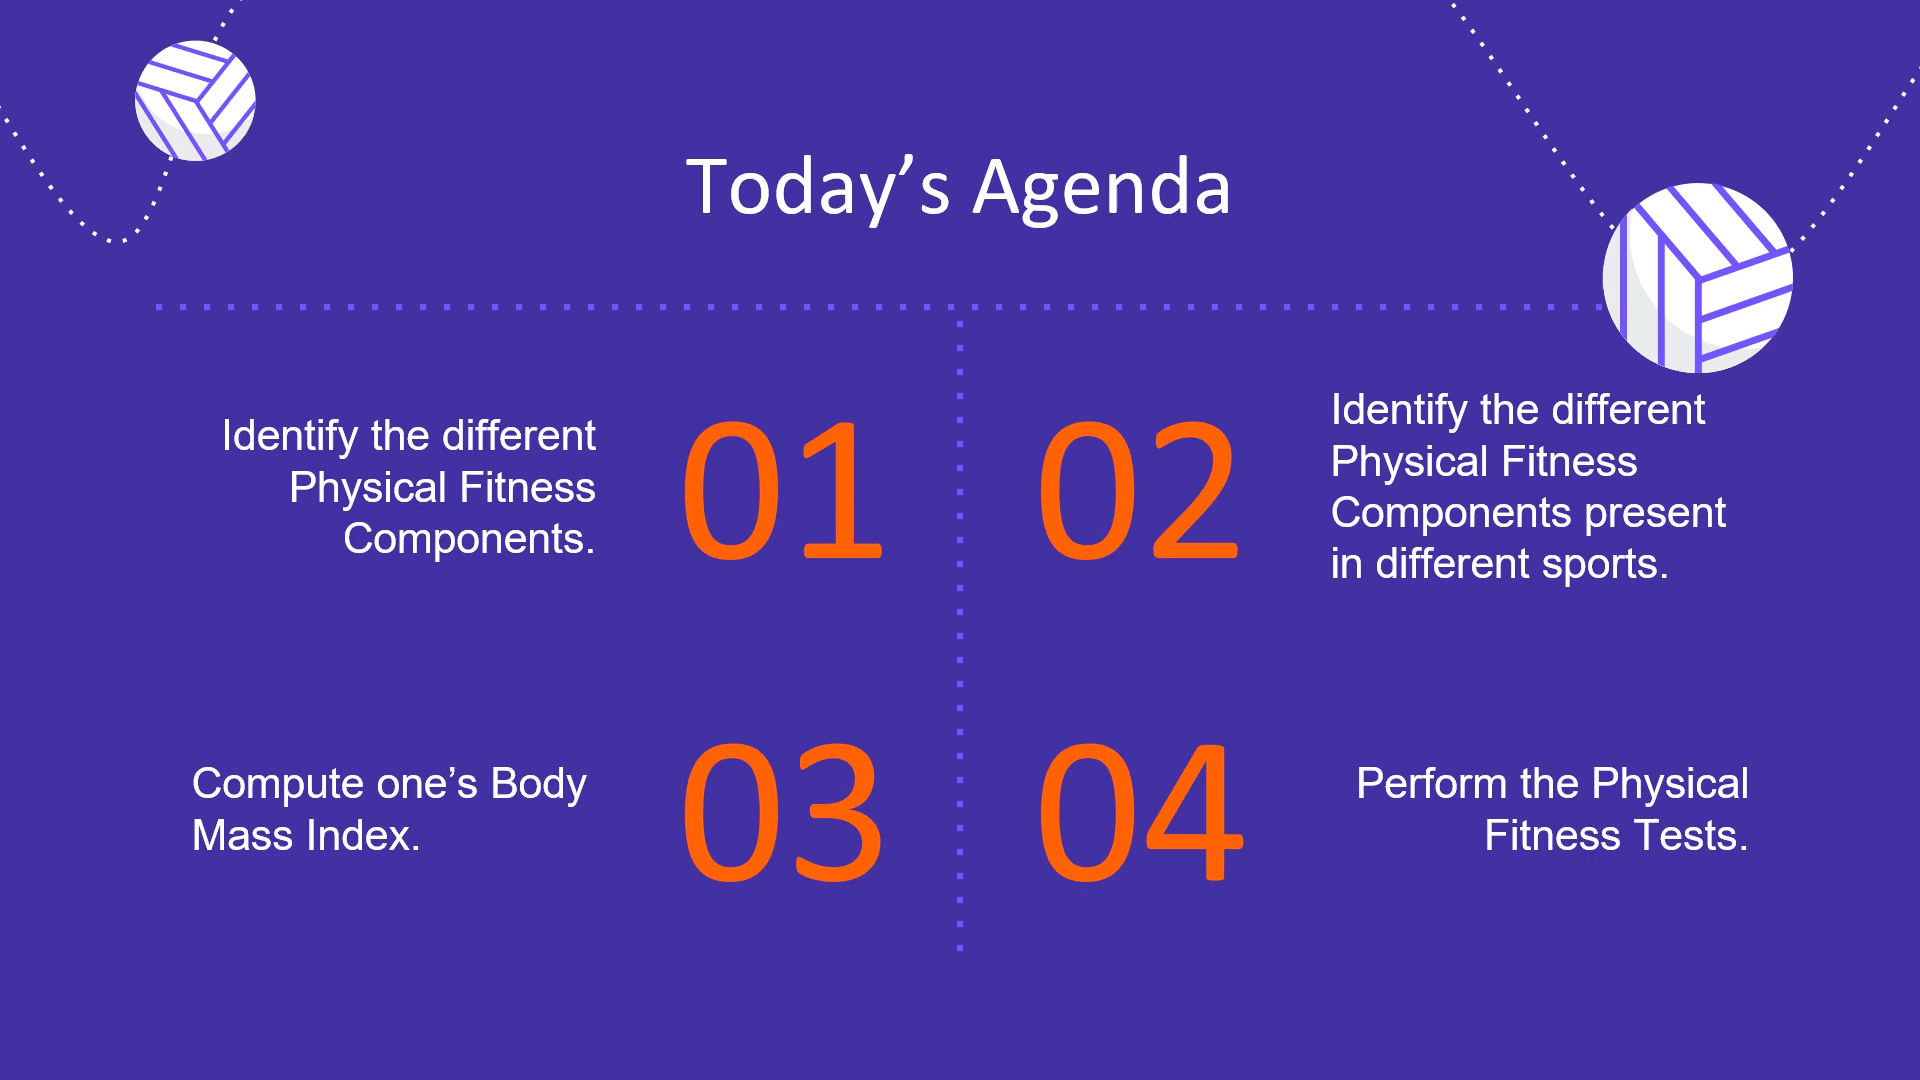 Today’s Agenda
Identify the different
Physical Fitness
Components.
01
02
Identify the different
Physical Fitness
Components present
in different sports.
Compute one’s Body
Mass Index.
03
04
Perform the Physical
Fitness Tests.